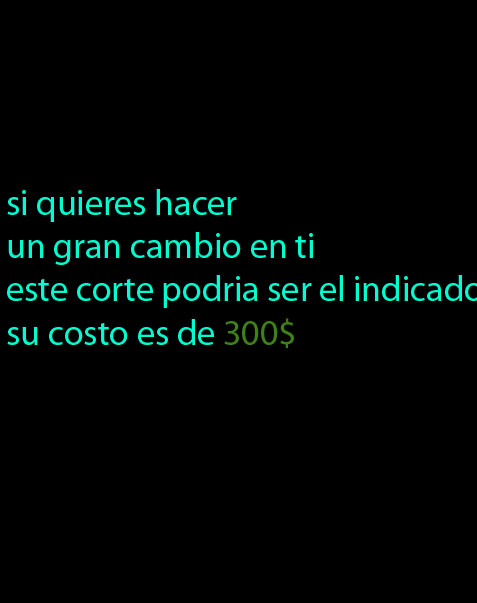 si quieres hacer
un gran cambio en ti
este corte podria ser el indicado
su costo es de 300$